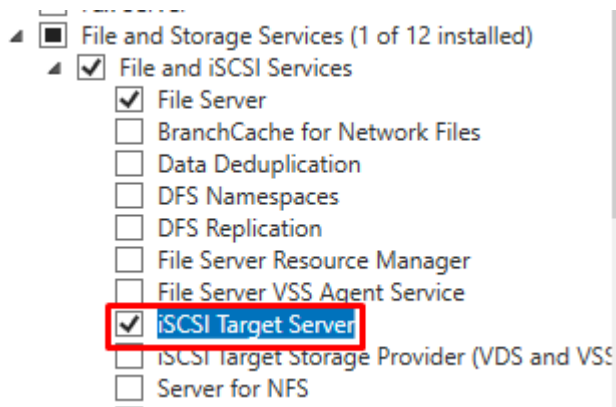 File and Storage Services (1 of 12 installed)
File and iSCSI Services
File Server
BranchCache for Network Files
Data Deduplication
DFS Namespaces
DFS Replication
File Server Resource Manager
File Server VSS Agent Service
iSCSI Target Server
iSCSI Target Storage Provider (VDS and VSS
Server for NFS